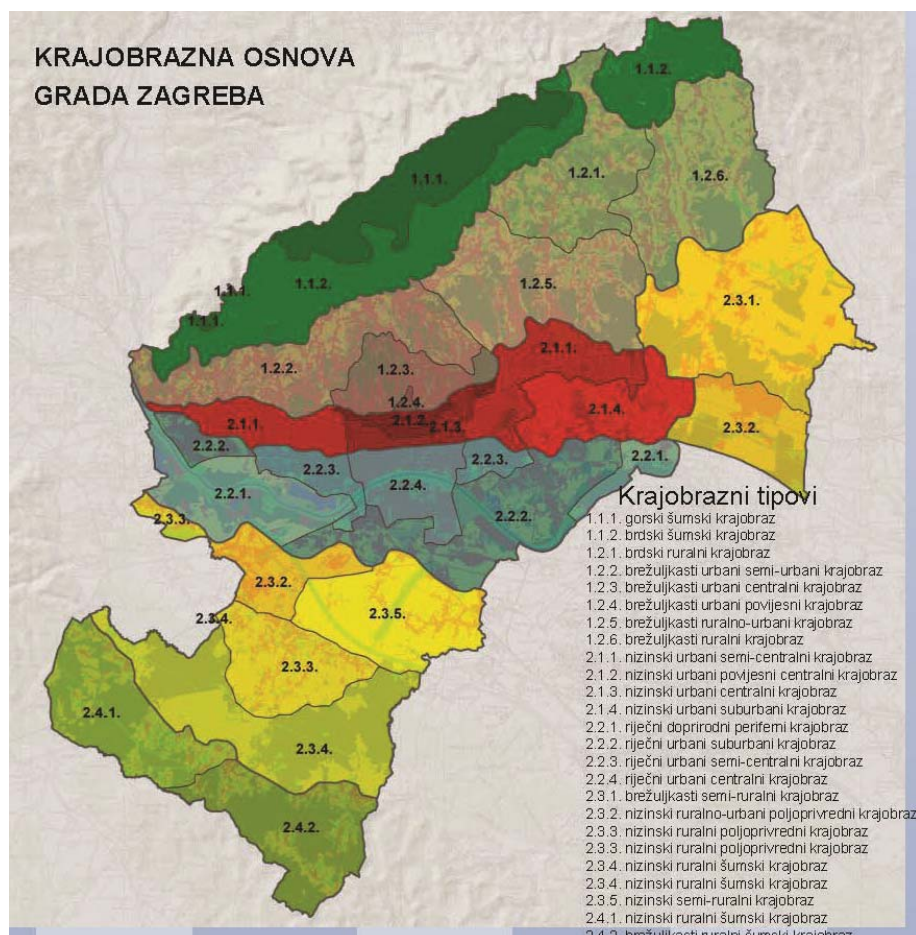 KRAJOBRAZNA OSNOVA
GRADA ZAGREBA
1.1.2.
1.2.1.
1.2.6.
1.1.1.
1.1.2.
1.1.1.
1.1.1.
1.2.5.
2.3.1.
1.2.2.
1.2.3.
2.1.1.
1.2.4.
2.1.1.
2.1.2.
2.1.3.
2.1.4.
2.3.2.
2.2.2.
2.2.3.
2.2.3.
2.2.1.
2.2.1.
2.2.4.
2.2.2.
2.3.3.
2.3.2.
2.3.4.
2.3.5.
2.3.3.
2.4.1.
2.3.4.
2.4.2.
Krajobrazni tipovi
1.1.1. gorski šumski krajobraz
1.1.2. brdski šumski krajobraz
1.2.1. brdski ruralni krajobraz
1.2.2. brežuljkasti urbani semi-urbani krajobraz
1.2.3. brežuljkasti urbani centralni krajobraz
1.2.4. brežuljkasti urbani povijesni krajobraz
1.2.5. brežuljkasti ruralno-urbani krajobraz
1.2.6. brežuljkasti ruralni krajobraz
2.1.1. nizinski urbani semi-centralni krajobraz
2.1.2. nizinski urbani povijesni centralni krajobraz
2.1.3. nizinski urbani centralni krajobraz
2.1.4. nizinski urbani suburbani krajobraz
2.2.1. riječni doprirodni periferni krajobraz
2.2.2. riječni urbani suburbani krajobraz
2.2.3. riječni urbani semi-centralni krajobraz
2.2.4. riječni urbani centralni krajobraz
2.3.1. brežuljkasti semi-ruralni krajobraz
2.3.2. nizinski ruralno-urbani poljoprivredni krajobraz
2.3.3. nizinski ruralni poljoprivredni krajobraz
2.3.3. nizinski ruralni poljoprivredni krajobraz
2.3.4. nizinski ruralni šumski krajobraz
2.3.4. nizinski ruralni šumski krajobraz
2.3.5. nizinski semi-ruralni krajobraz
2.4.1. nizinski ruralni šumski krajobraz
2.4.2. brežuljkasti ruralni šumski krajobraz